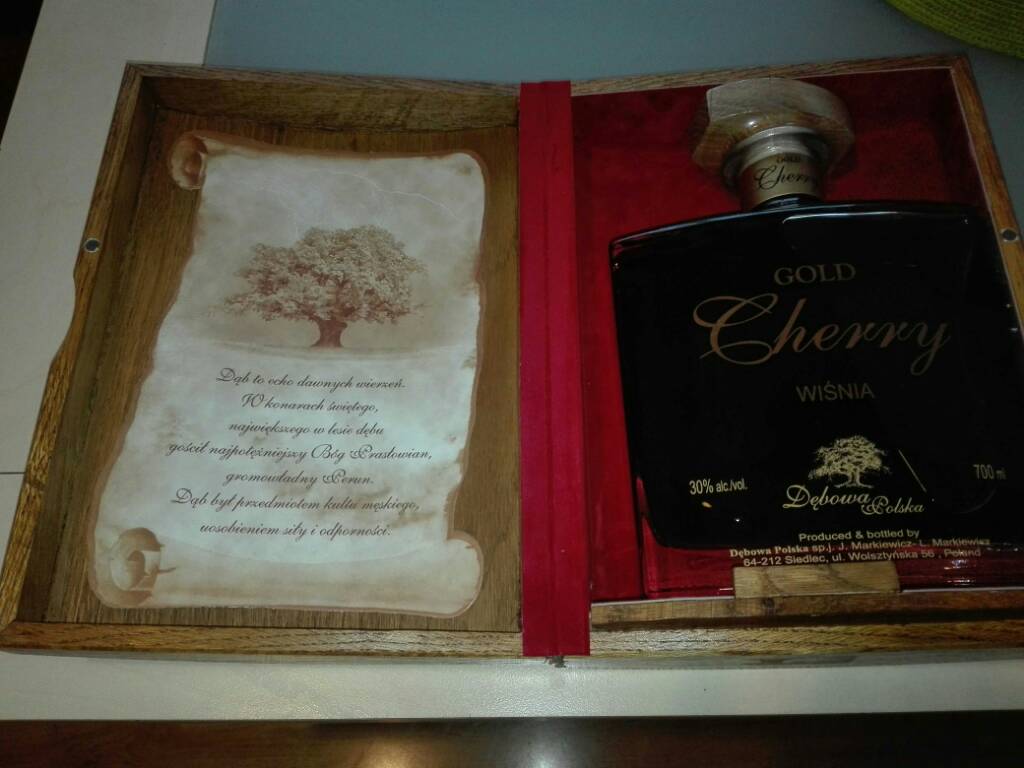 Dąb to echo dawnych wierzeń.
W konarach świętego,
największego w lesie dębu
gościł najpotężniejszy Bóg Prasłowian,
gromowładny Perun.
Dąb był przedmiotem kultu męskiego,
uosobieniem siły i odporności.
GOLD
Cherry
GOLD
Cherry
WIŚNIA
30% alc./vol.
700 ml
Dębowa Polska
Produced & bottled by
Dębowa Polska sp.j. J. Markiewicz- L. Markiewicz
64-212 Siedlec, ul. Wolsztyńska 56 , Poland